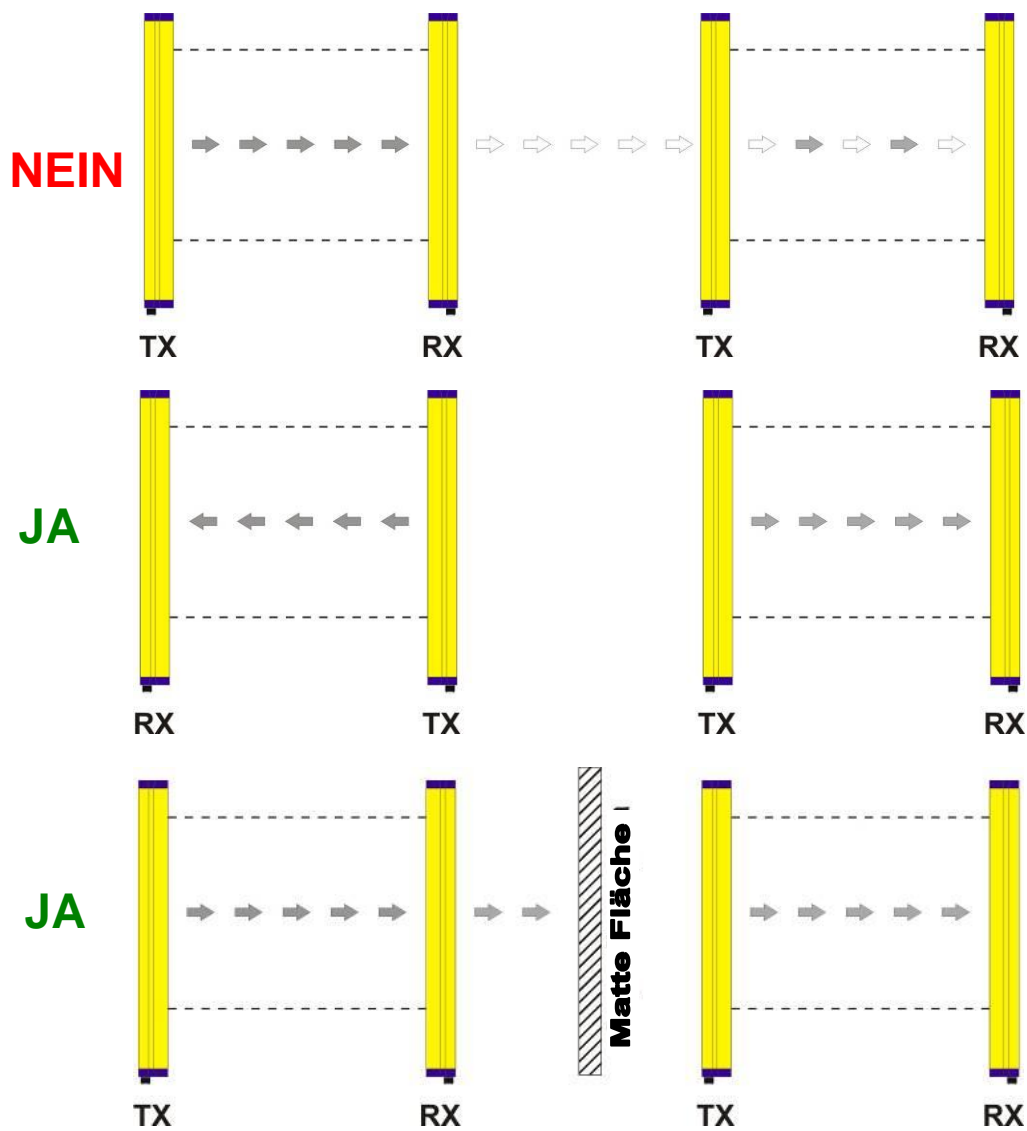 NEIN
TX RX TX RX
JA
RX TX TX RX
JA
Matte Fläche
TX RX TX RX